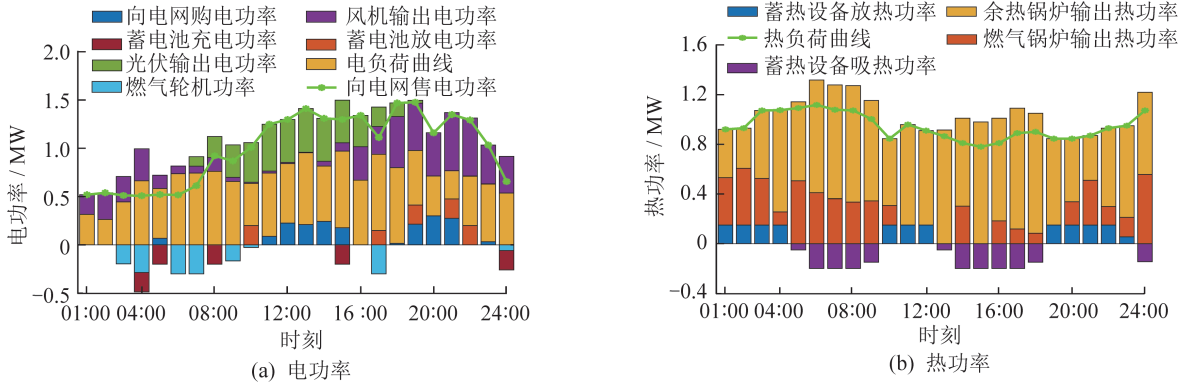 向电网购电功率 风机输出电功率
蓄电池充电功率 蓄电池放电功率
光伏输出电功率 电负荷曲线
燃气轮机功率 向电网售电功率
电功率 / MW
2.0
1.5
1.0
0.5
0
−0.5
01:00 04:00 08:00 12:00 16:00 20:00 24:00
时刻
(a) 电功率
蓄热设备放热功率 余热锅炉输出热功率
热负荷曲线 燃气锅炉输出热功率
蓄热设备吸热功率
热功率 / MW
1.6
1.2
0.8
0.4
0
−0.4
01:00 04:00 08:00 12:00 16:00 20:00 24:00
时刻
(b) 热功率